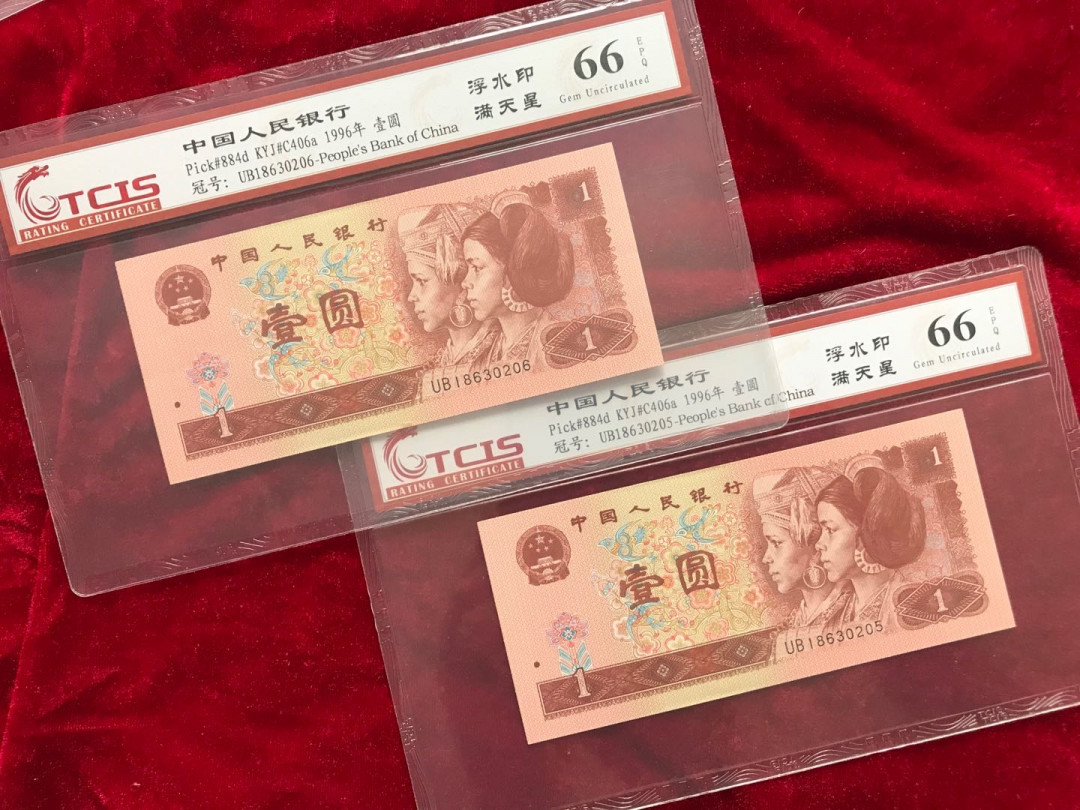 中国人民银行
Pick#884d KYJ#C406a 1996年 壹圆
冠号：UB18630206-People's Bank of China
浮水印
满天星
66
EPQ
Gem Uncirculated
GTCIS
RATING CERTIFICATE
中国人民银行
壹圆
1
1
1
UB18630206
中国人民银行
Pick#884d KYJ#C406a 1996年 壹圆
冠号：UB18630205-People's Bank of China
浮水印
满天星
66
EPQ
Gem Uncirculated
GTCIS
RATING CERTIFICATE
中国人民银行
壹圆
1
1
1
UB18630205